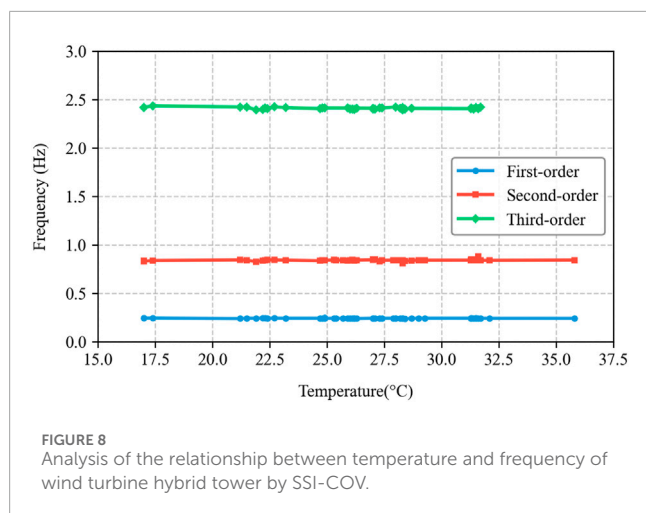 3.0
2.5
2.0
1.5
1.0
0.5
0.0
Frequency (Hz)
First-order
Second-order
Third-order
15.0 17.5 20.0 22.5 25.0 27.5 30.0 32.5 35.0 37.5
Temperature(°C)
FIGURE 8
Analysis of the relationship between temperature and frequency of
wind turbine hybrid tower by SSI-COV.